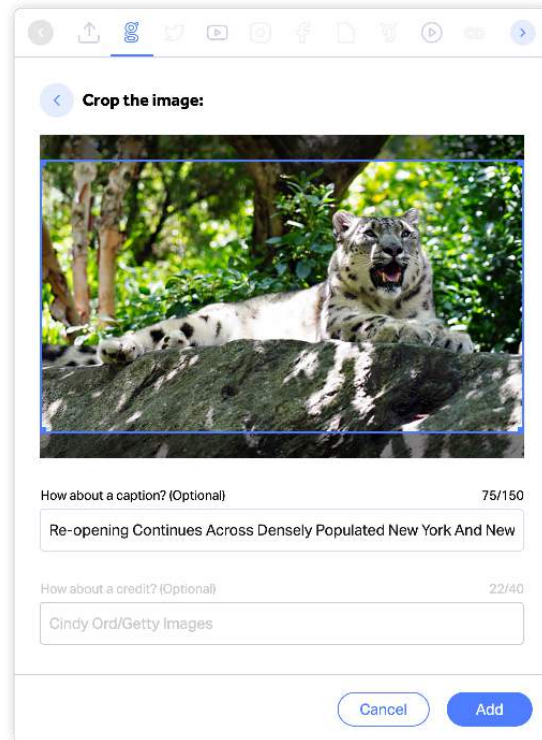 Crop the image:
How about a caption? (Optional) 75/150
Re-opening Continues Across Densely Populated New York And New
How about a credit? (Optional) 22/40
Cindy Ord/Getty Images
Cancel Add